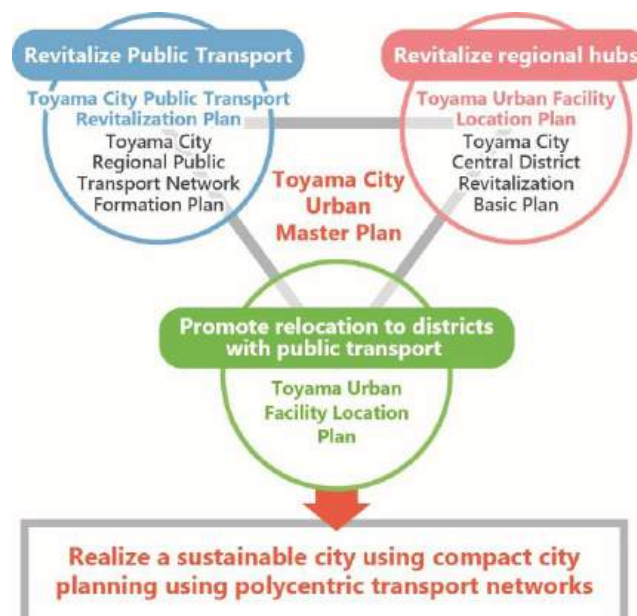 Revitalize Public Transport
Toyama City Public Transport
Revitalization Plan
Toyama City
Regional Public
Transport Network
Formation Plan
Revitalize regional hubs
Toyama Urban Facility
Location Plan
Toyama City
Central District
Revitalization
Basic Plan
Toyama City
Urban
Master Plan
Promote relocation to districts
with public transport
Toyama Urban
Facility Location
Plan
Realize a sustainable city using compact city
planning using polycentric transport networks